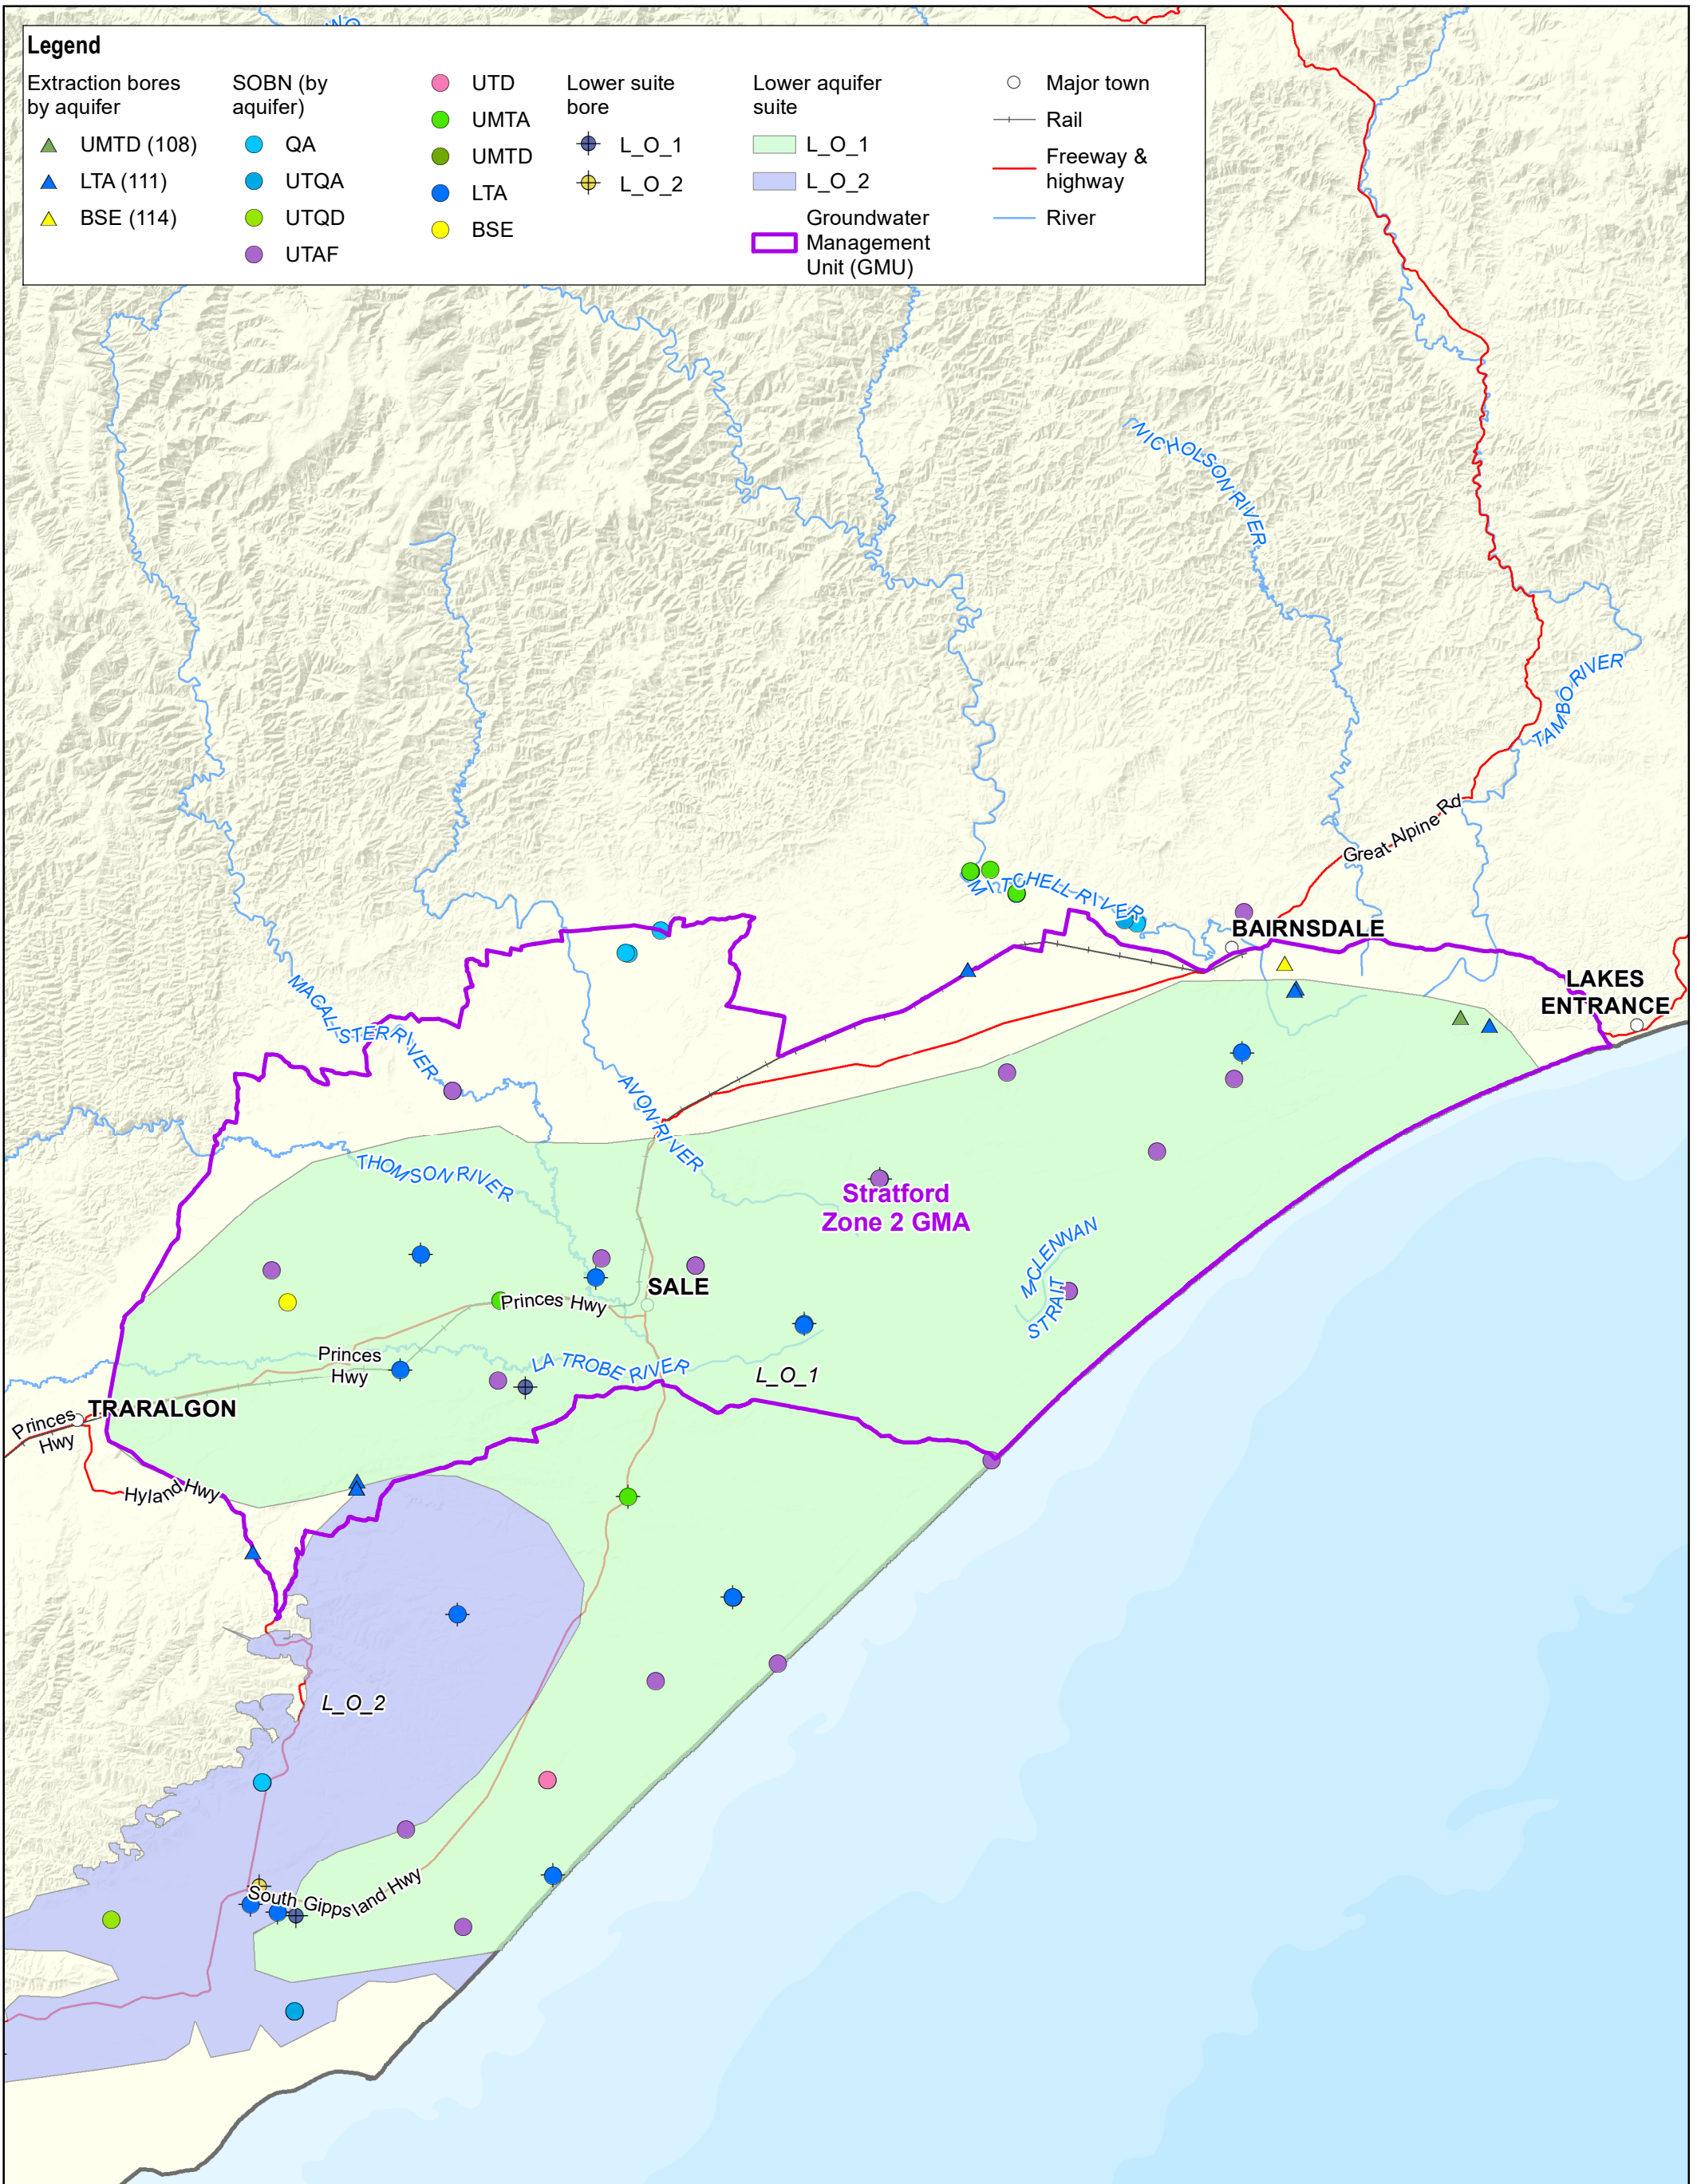 Legend
Extraction bores
by aquifer
UMTD (108)
LTA (111)
BSE (114)
SOBN (by
aquifer)
QA
UTQA
UTQD
UTAF
UTD
UMTA
UMTD
LTA
BSE
Lower suite
bore
L_O_1
L_O_2
Lower aquifer
suite
L_O_1
L_O_2
Groundwater
Management
Unit (GMU)
Major town
Rail
Freeway &
highway
River
NICHOLSON RIVER
TAMBO RIVER
Great Alpine Rd
MITCHELL RIVER
BAIRNSDALE
LAKES
ENTRANCE
MACALISTER RIVER
AVON RIVER
THOMSON RIVER
Stratford
Zone 2 GMA
MCLENNAN
STRAIT
SALE
Princes Hwy
Princes
Hwy
LA TROBE RIVER
L_O_1
TRARALGON
Princes
Hwy
Hyland Hwy
L_O_2
South Gippsland Hwy